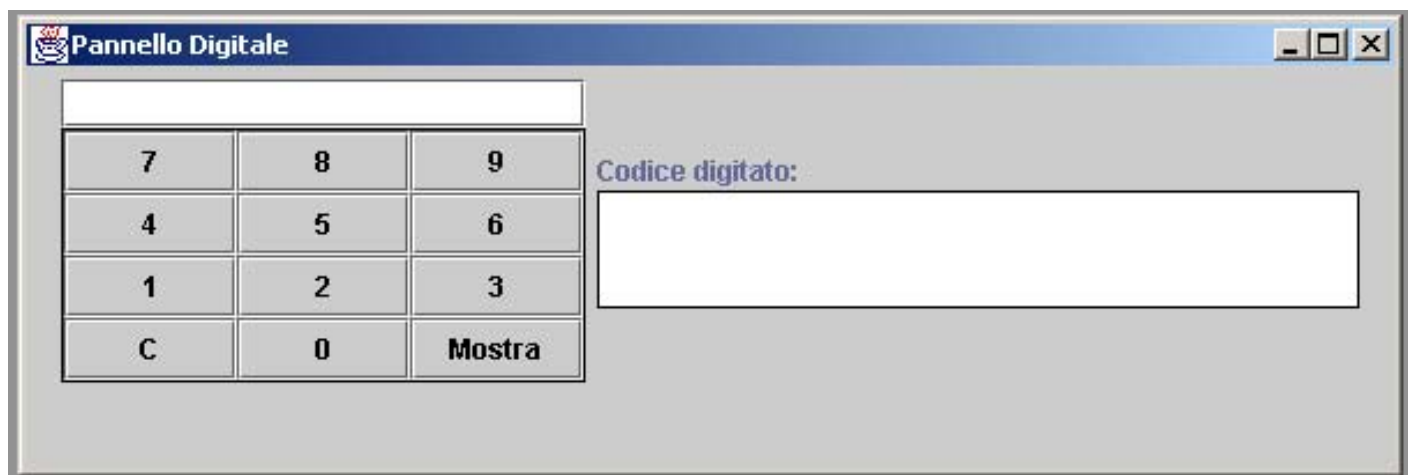 Pannello Digitale
7 8 9
Codice digitato:
4 5 6
1 2 3
C 0 Mostra